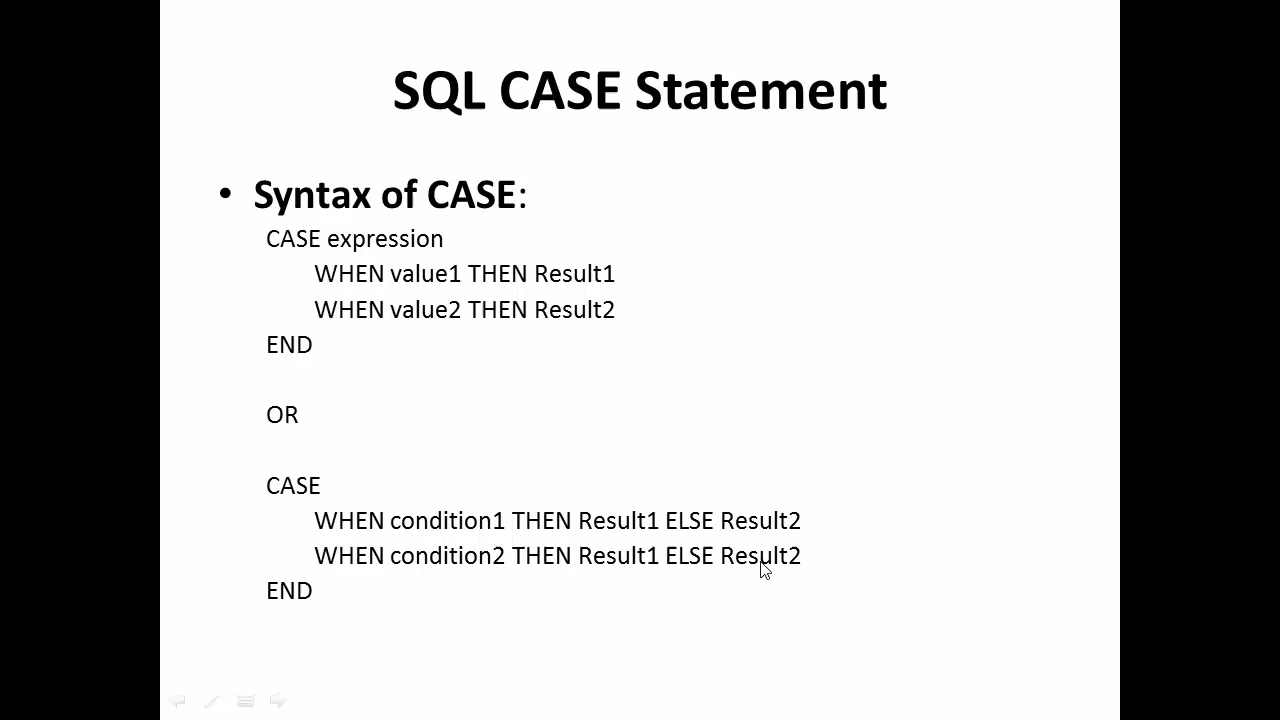 SQL CASE Statement
• Syntax of CASE:
CASE expression
WHEN value1 THEN Result1
WHEN value2 THEN Result2
END
OR
CASE
WHEN condition1 THEN Result1 ELSE Result2
WHEN condition2 THEN Result1 ELSE Result2
END